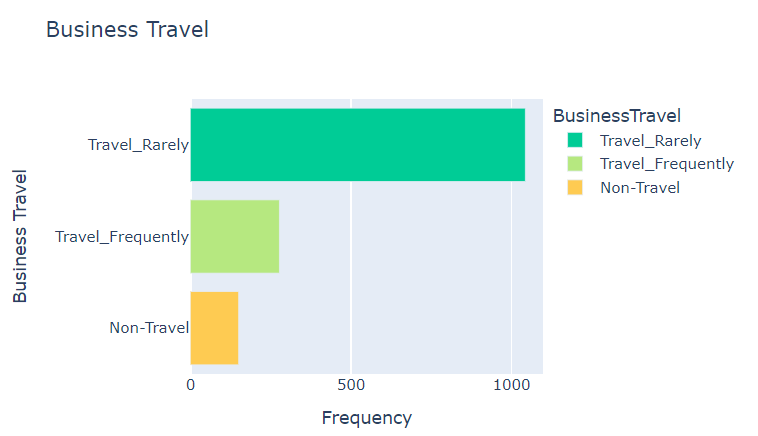 Business Travel
BusinessTravel
Travel_Rarely
Travel_Frequently
Non-Travel
Business Travel
Travel_Rarely
Travel_Frequently
Non-Travel
0 500 1000
Frequency